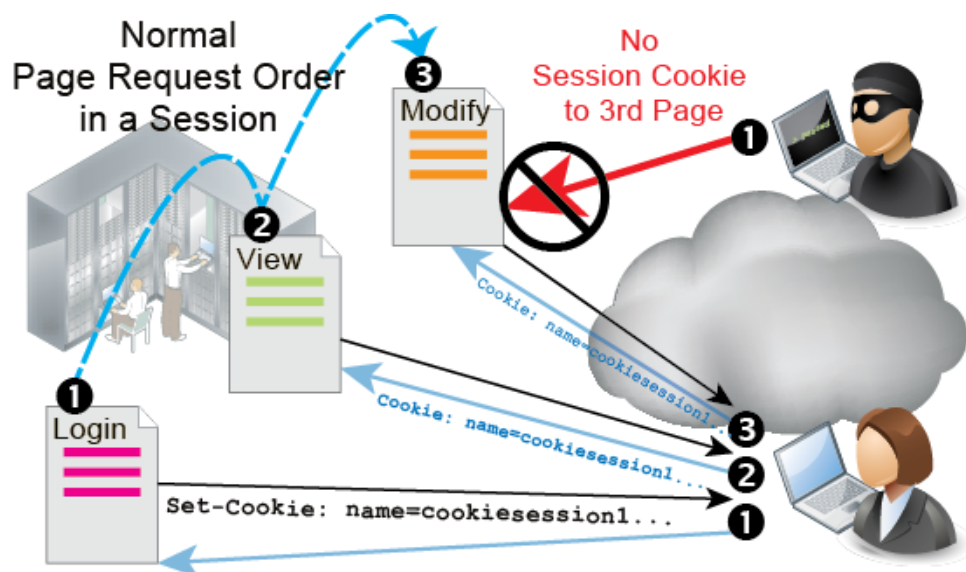 Normal
Page Request Order
in a Session
No
Session Cookie
to 3rd Page
3
Modify
1
2
View
Cookie: name=cookiesession1...
1
Login
Cookie: name=cookiesession1...
3
2
Set-Cookie: name=cookiesession1...
1